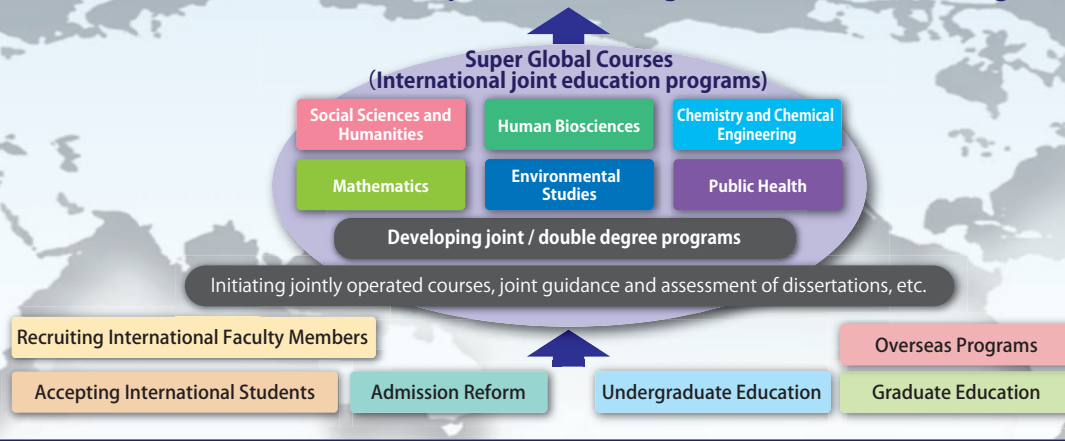 Super Global Courses
(International joint education programs)
Social Sciences and
Humanities
Human Biosciences
Chemistry and Chemical
Engineering
Mathematics
Environmental
Studies
Public Health
Developing joint / double degree programs
Initiating jointly operated courses, joint guidance and assessment of dissertations, etc.
Recruiting International Faculty Members
Overseas Programs
Accepting International Students
Admission Reform
Undergraduate Education
Graduate Education